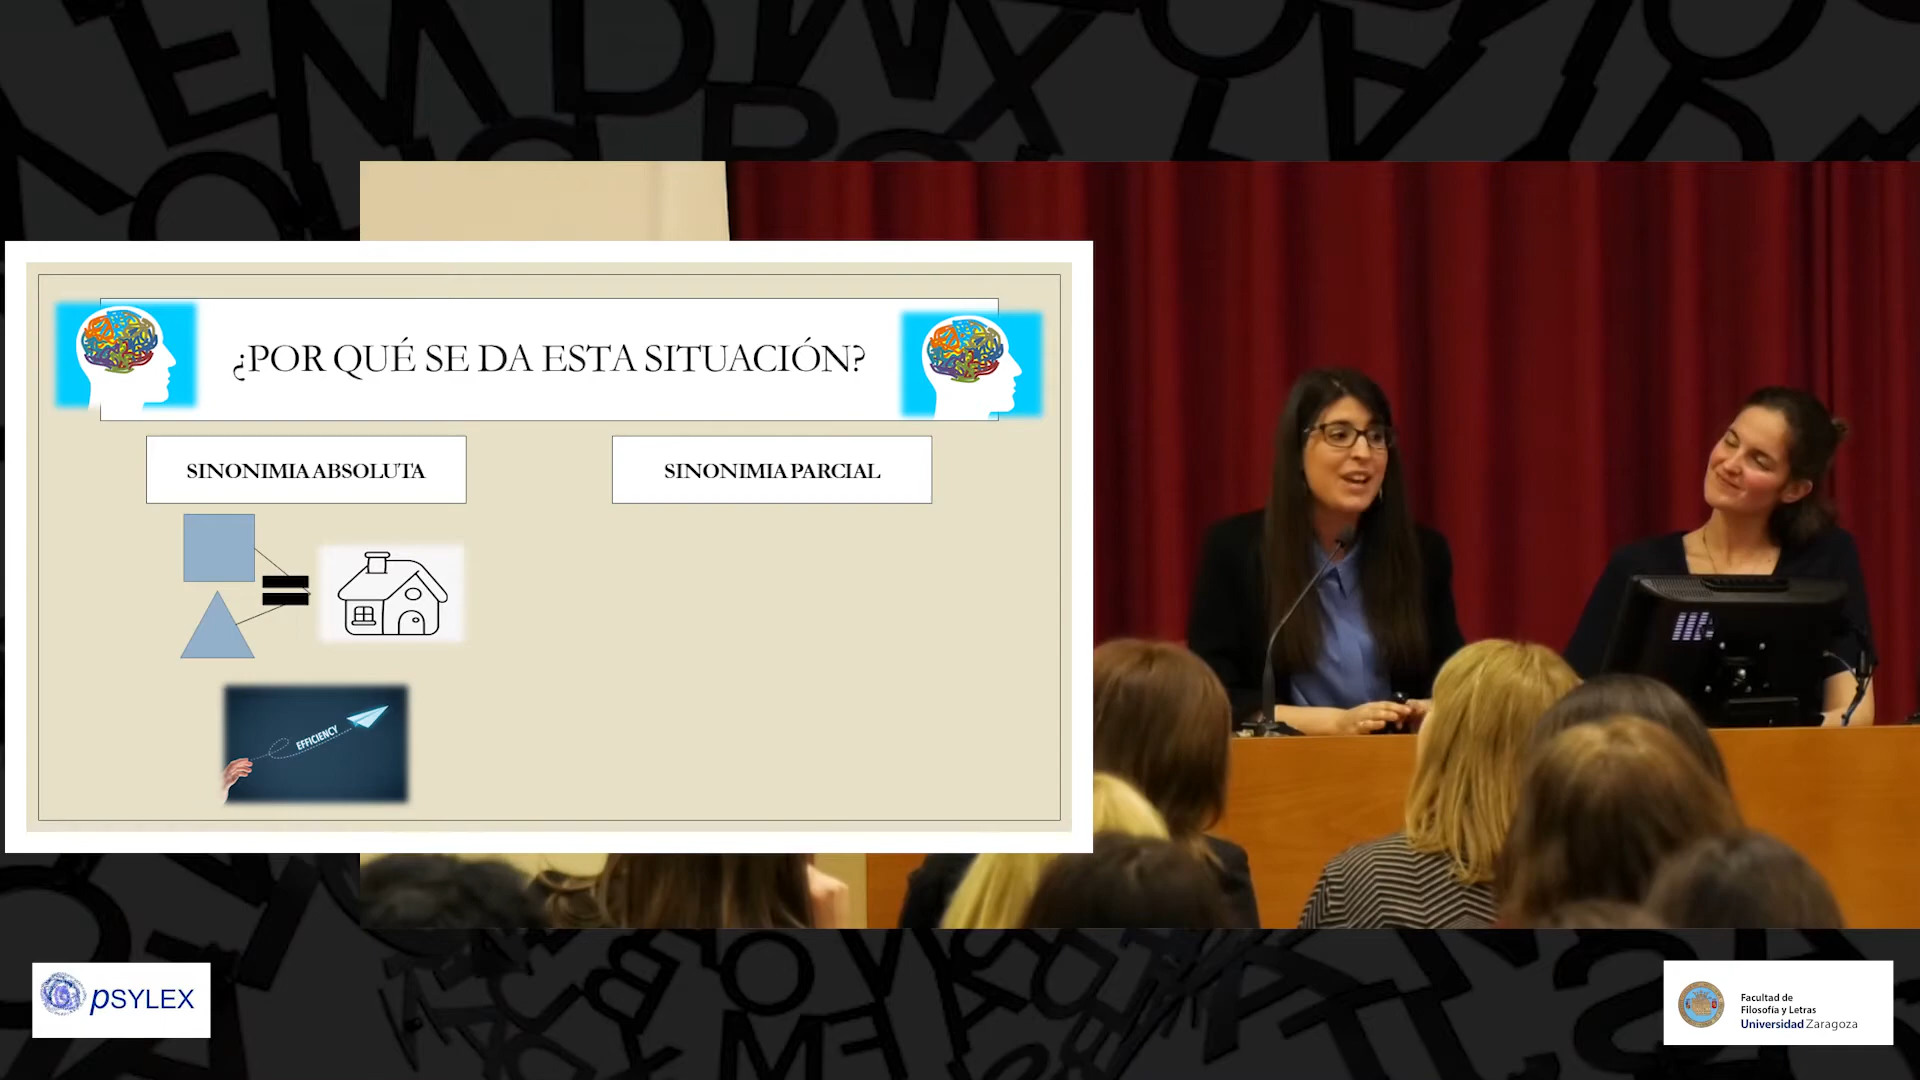 ¿POR QUÉ SE DA ESTA SITUACIÓN?
SINONIMIA ABSOLUTA
SINONIMIA PARCIAL
EFFICIENCY
PSYLEX
Facultad de
Filosofía y Letras
Universidad Zaragoza